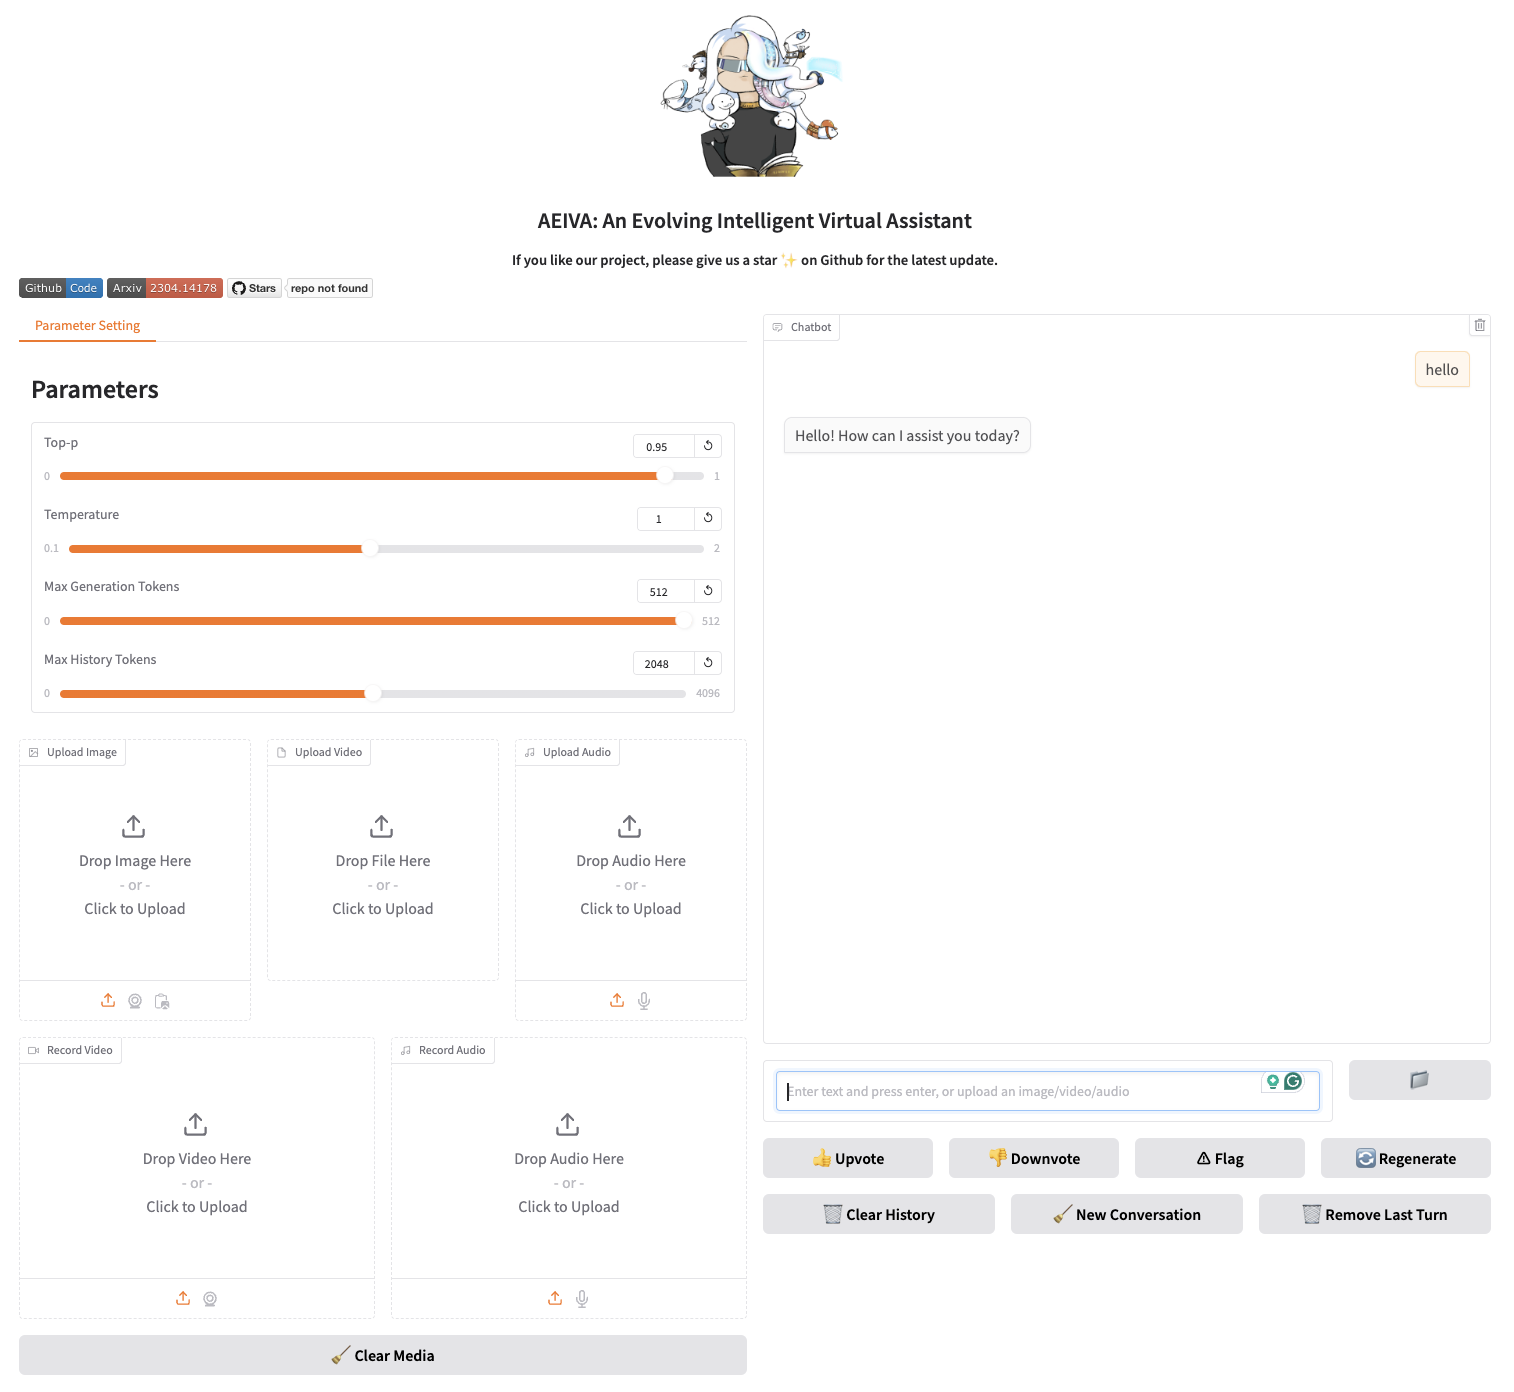 AEIVA: An Evolving Intelligent Virtual Assistant
If you like our project, please give us a star ✨ on Github for the latest update.
Github Code Arxiv 2304.14178 Stars repo not found
Parameter Setting
Parameters
Top-p
0.95
0
1
Temperature
1
0.1
2
Max Generation Tokens
512
0
512
Max History Tokens
2048
0
4096
Upload Image
Drop Image Here
- or -
Click to Upload
Upload Video
Drop File Here
- or -
Click to Upload
Upload Audio
Drop Audio Here
- or -
Click to Upload
Record Video
Drop Video Here
- or -
Click to Upload
Record Audio
Drop Audio Here
- or -
Click to Upload
Clear Media
Chatbot
hello
Hello! How can I assist you today?
Enter text and press enter, or upload an image/video/audio
Upvote
Downvote
Flag
Regenerate
Clear History
New Conversation
Remove Last Turn